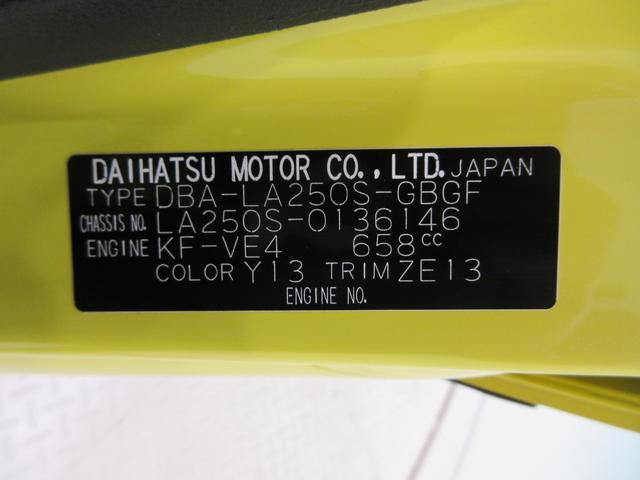 DAIHATSU MOTOR CO., LTD. JAPAN
TYPE DBA-LA250S-GBGF
CHASSIS NO. LA250S-0136146
ENGINE KF-VE4 658cc
COLOR Y13 TRIM ZE13
ENGINE NO.